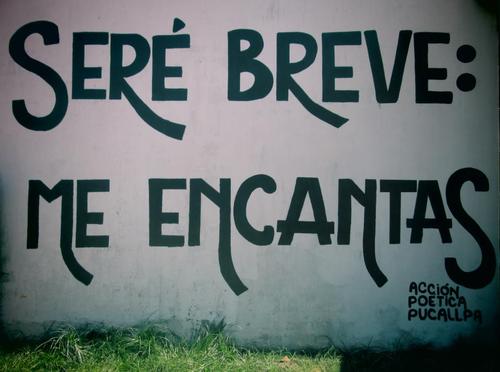 SERÉ BREVE:
ME ENCANTAS
ACCIÓN
POÉTICA
PUCALLPA